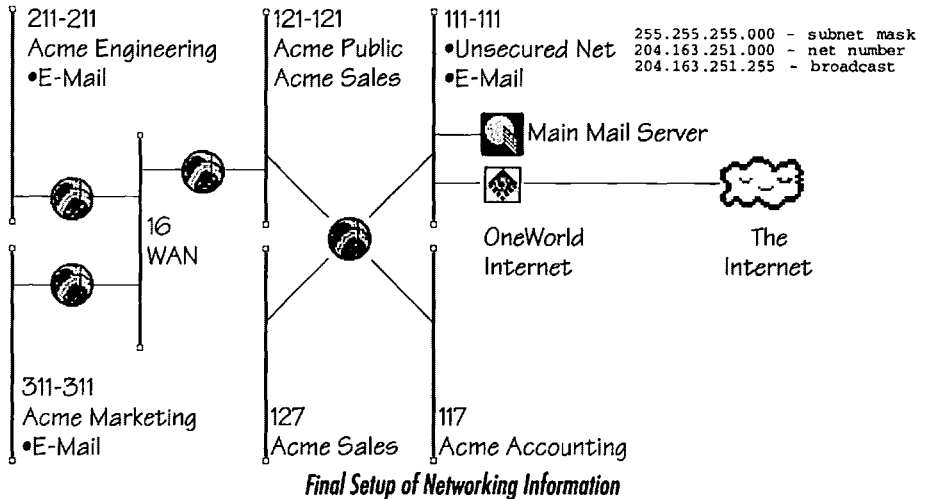 211-211
Acme Engineering
•E-Mail
121-121
Acme Public
Acme Sales
111-111
•Unsecured Net
•E-Mail
255.255.255.000 - subnet mask
204.163.251.000 - net number
204.163.251.255 - broadcast
Main Mail Server
16
WAN
OneWorld
Internet
The
Internet
311-311
Acme Marketing
•E-Mail
127
Acme Sales
117
Acme Accounting
Final Setup of Networking Information